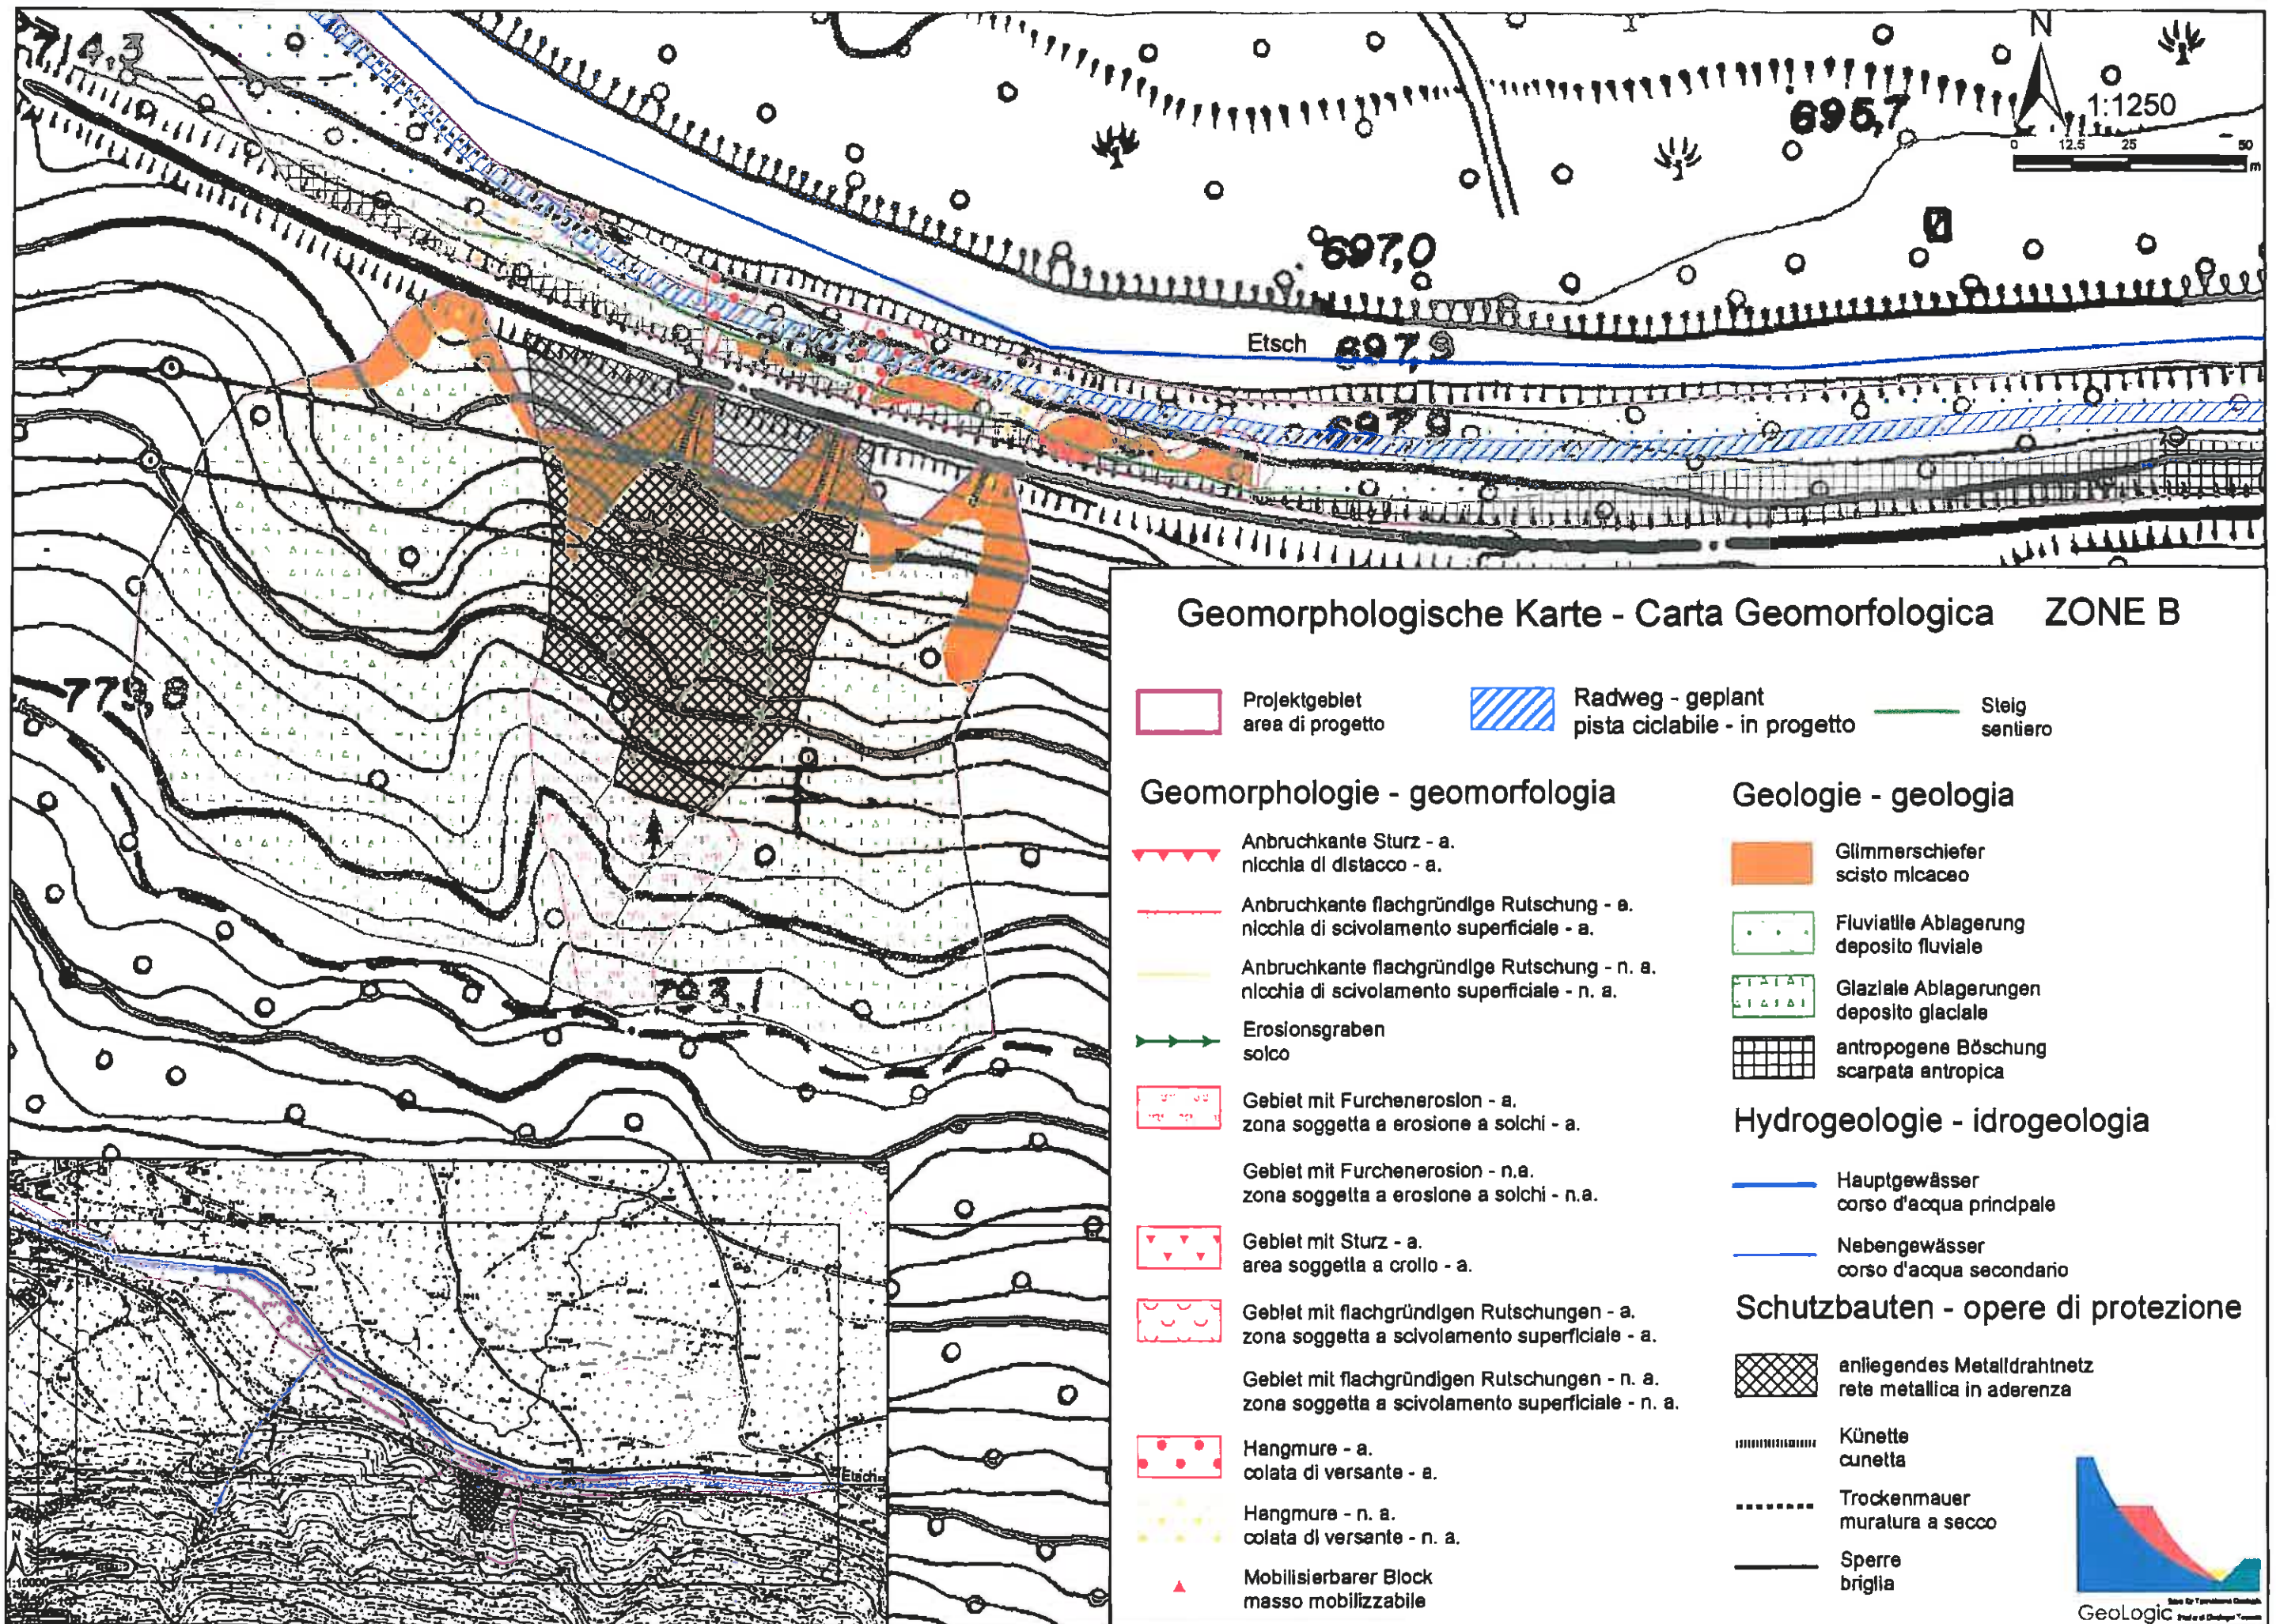 714,3
N
1:1250
0 12.5 25 50
m
695,7
697,0
Etsch
697,9
697,9
779,8
793,1
Geomorphologische Karte - Carta Geomorfologica ZONE B
Projektgebiet
area di progetto
Radweg - geplant
pista ciclabile - in progetto
Steig
sentiero
Geomorphologie - geomorfologia
Anbruchkante Sturz - a.
nicchia di distacco - a.
Anbruchkante flachgründige Rutschung - a.
nicchia di scivolamento superficiale - a.
Anbruchkante flachgründige Rutschung - n. a.
nicchia di scivolamento superficiale - n. a.
Erosionsgraben
solco
Gebiet mit Furchenerosion - a.
zona soggetta a erosione a solchi - a.
Gebiet mit Furchenerosion - n.a.
zona soggetta a erosione a solchi - n.a.
Gebiet mit Sturz - a.
area soggetta a crollo - a.
Gebiet mit flachgründigen Rutschungen - a.
zona soggetta a scivolamento superficiale - a.
Gebiet mit flachgründigen Rutschungen - n. a.
zona soggetta a scivolamento superficiale - n. a.
Hangmure - a.
colata di versante - a.
Hangmure - n. a.
colata di versante - n. a.
Mobilisierbarer Block
masso mobilizzabile
Geologie - geologia
Glimmerschiefer
scisto micaceo
Fluviatile Ablagerung
deposito fluviale
Glaziale Ablagerungen
deposito glaciale
antropogene Böschung
scarpata antropica
Hydrogeologie - idrogeologia
Hauptgewässer
corso d'acqua principale
Nebengewässer
corso d'acqua secondario
Schutzbauten - opere di protezione
anliegendes Metalldrahtnetz
rete metallica in aderenza
Künette
cunetta
Trockenmauer
muratura a secco
Sperre
briglia
GeoLogic
Etsch
N
1:10000